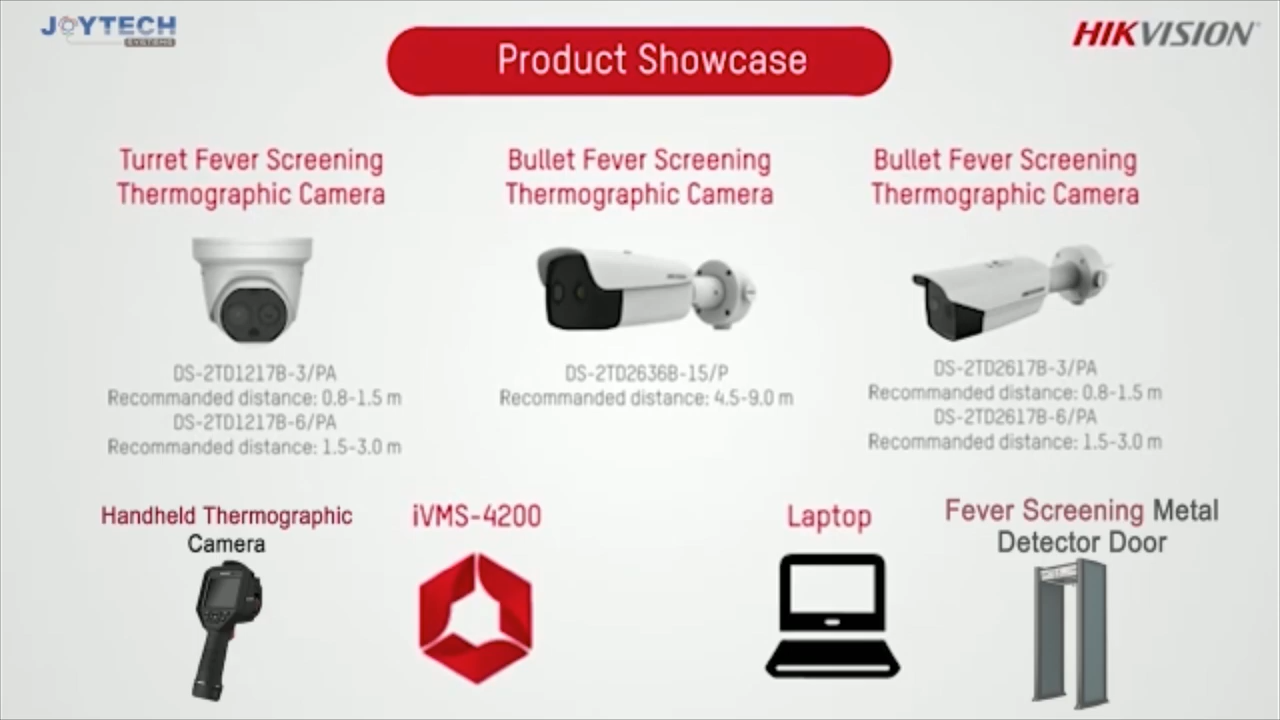 JOYTECH
SYSTEMS
HIKVISION
Product Showcase
Turret Fever Screening
Thermographic Camera
Bullet Fever Screening
Thermographic Camera
Bullet Fever Screening
Thermographic Camera
DS-2TD1217B-3/PA
Recommanded distance: 0.8-1.5 m
DS-2TD1217B-6/PA
Recommanded distance: 1.5-3.0 m
DS-2TD2636B-15/P
Recommanded distance: 4.5-9.0 m
DS-2TD2617B-3/PA
Recommanded distance: 0.8-1.5 m
DS-2TD2617B-6/PA
Recommanded distance: 1.5-3.0 m
Handheld Thermographic
Camera
iVMS-4200
Laptop
Fever Screening Metal
Detector Door